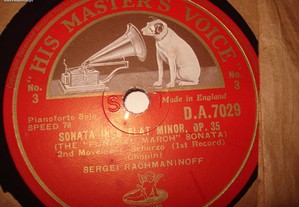 "HIS MASTER'S VOICE"
No. 3
No. 3
Made in England
Pianoforte Solo
SPEED 78
D.A.7029
SONATA IN B FLAT MINOR, OP. 35
(THE "FUNERAL MARCH" SONATA)
2nd Movement Scherzo (1st Record)
(Chopin)
SERGEI RACHMANINOFF